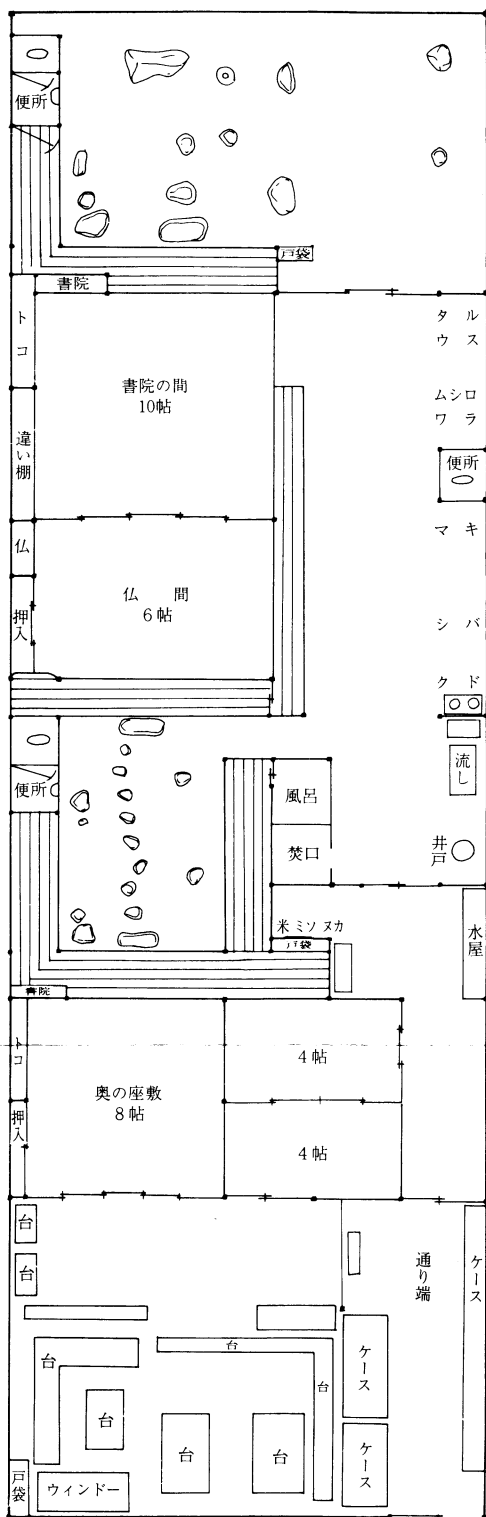 便所
戸袋
書院
トコ
タル
ウス
書院の間
10帖
ムシロ
ワラ
違い棚
便所
仏
マキ
仏間
6帖
押入
シバ
クド
流し
便所
風呂
焚口
井戸
米 ミソ ヌカ
戸袋
水屋
書院
トコ
4帖
奥の座敷
8帖
押入
4帖
台
台
通り端
ケース
台
台
台
ケース
台
台
台
ケース
戸袋
ウィンドー